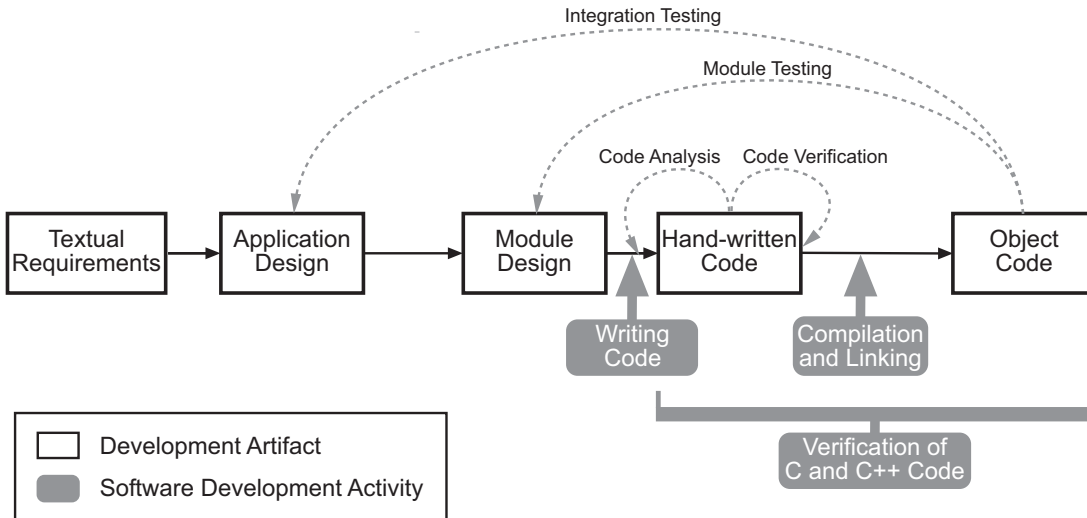 Integration Testing
Module Testing
Code Analysis
Code Verification
Textual
Requirements
Application
Design
Module
Design
Hand-written
Code
Object
Code
Writing
Code
Compilation
and Linking
Verification of
C and C++ Code
Development Artifact
Software Development Activity